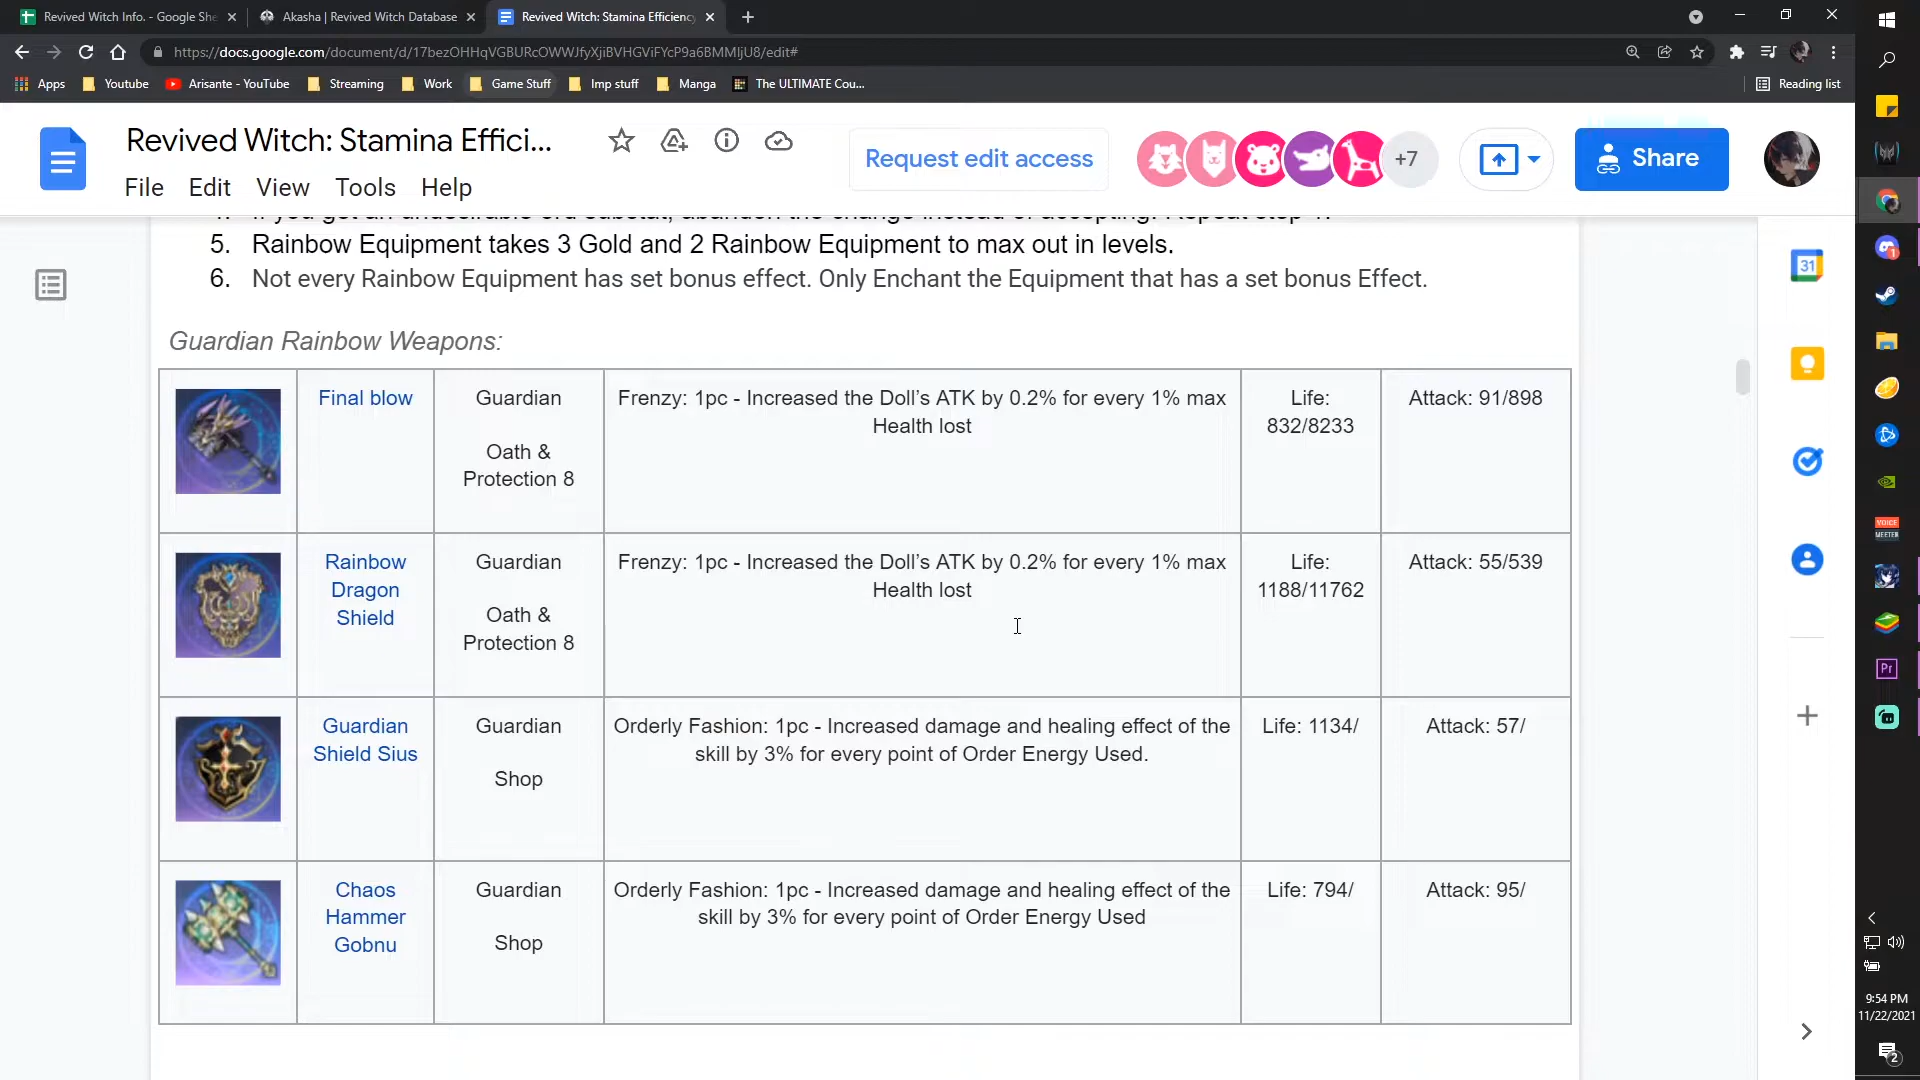 Revived Witch Info. - Google She
Akasha | Revived Witch Database
Revived Witch: Stamina Efficiency
https://docs.google.com/document/d/17bezOHHqVGBURcOWWJfyXjiBVHGViFYcP9a6BMMIjU8/edit#
Apps
Youtube
Arisante - YouTube
Streaming
Work
Game Stuff
Imp stuff
Manga
The ULTIMATE Cou...
Reading list
Revived Witch: Stamina Effici...
Request edit access
+7
Share
File Edit View Tools Help
5. Rainbow Equipment takes 3 Gold and 2 Rainbow Equipment to max out in levels.
6. Not every Rainbow Equipment has set bonus effect. Only Enchant the Equipment that has a set bonus Effect.
Guardian Rainbow Weapons:
Final blow
Guardian
Oath &
Protection 8
Frenzy: 1pc - Increased the Doll's ATK by 0.2% for every 1% max
Health lost
Life:
832/8233
Attack: 91/898
Rainbow
Dragon
Shield
Guardian
Oath &
Protection 8
Frenzy: 1pc - Increased the Doll's ATK by 0.2% for every 1% max
Health lost
Life:
1188/11762
Attack: 55/539
Guardian
Shield Sius
Guardian
Shop
Orderly Fashion: 1pc - Increased damage and healing effect of the
skill by 3% for every point of Order Energy Used.
Life: 1134/
Attack: 57/
Chaos
Hammer
Gobnu
Guardian
Shop
Orderly Fashion: 1pc - Increased damage and healing effect of the
skill by 3% for every point of Order Energy Used
Life: 794/
Attack: 95/
31
1
VOICE
MEETER
Pr
9:54 PM
11/22/2021
2